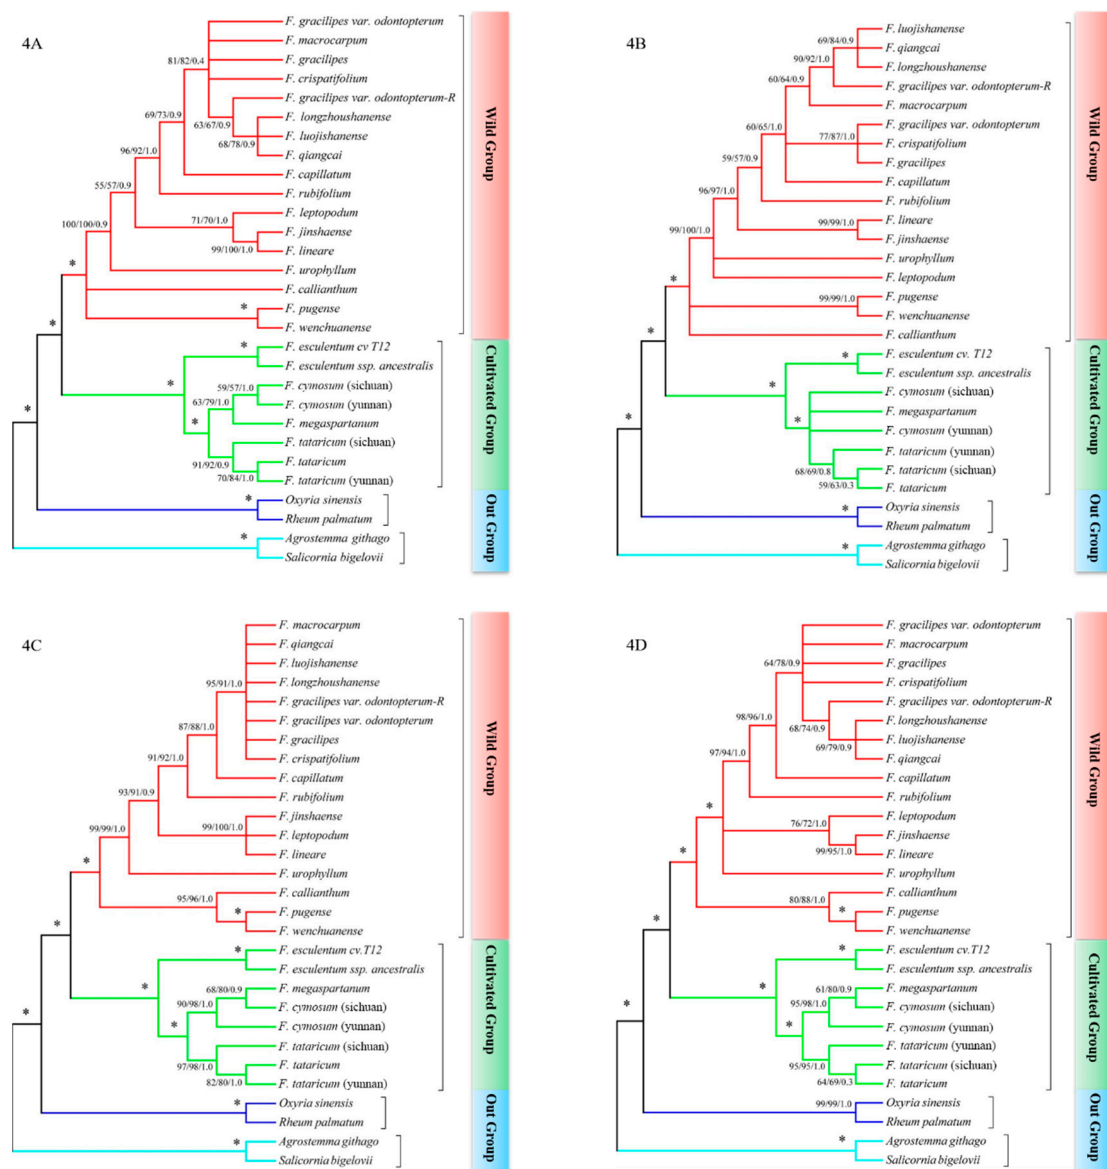 4A
F. gracilipes var. odontopterum
F. macrocarpum
81/82/0.4
F. gracilipes
F. crispatifolium
F. gracilipes var. odontopterum-R
69/73/0.9
F. longzhoushanense
63/67/0.9
F. luojishanense
68/78/0.9
F. qiangcai
96/92/1.0
F. capillatum
55/57/0.9
F. rubifolium
71/70/1.0
F. leptopodum
100/100/0.9
F. jinshaense
99/100/1.0
F. lineare
*
F. urophyllum
F. callianthum
*
F. pugense
*
F. wenchuanense
*
F. esculentum cv T12
*
F. esculentum ssp. ancestralis
59/57/1.0
F. cymosum (sichuan)
63/79/1.0
F. cymosum (yunnan)
*
*
F. megaspartanum
F. tataricum (sichuan)
91/92/0.9
F. tataricum
70/84/1.0
F. tataricum (yunnan)
*
Oxyria sinensis
Rheum palmatum
*
Agrostemma githago
Salicornia bigelovii
Wild Group
Cultivated Group
Out Group
4B
F. luojishanense
69/84/0.9
F. qiangcai
90/92/1.0
F. longzhoushanense
60/64/0.9
F. gracilipes var. odontopterum-R
F. macrocarpum
60/65/1.0
F. gracilipes var. odontopterum
77/87/1.0
F. crispatifolium
59/57/0.9
F. gracilipes
F. capillatum
96/97/1.0
F. rubifolium
99/99/1.0
F. lineare
99/100/1.0
F. jinshaense
F. urophyllum
*
F. leptopodum
99/99/1.0
F. pugense
F. wenchuanense
*
F. callianthum
*
F. esculentum cv. T12
*
F. esculentum ssp. ancestralis
F. cymosum (sichuan)
*
F. megaspartanum
*
F. cymosum (yunnan)
F. tataricum (yunnan)
68/69/0.8
F. tataricum (sichuan)
59/63/0.3
F. tataricum
*
Oxyria sinensis
Rheum palmatum
*
Agrostemma githago
Salicornia bigelovii
Wild Group
Cultivated Group
Out Group
4C
F. macrocarpum
F. qiangcai
F. luojishanense
95/91/1.0
F. longzhoushanense
F. gracilipes var. odontopterum-R
87/88/1.0
F. gracilipes var. odontopterum
F. gracilipes
91/92/1.0
F. crispatifolium
F. capillatum
93/91/0.9
F. rubifolium
F. jinshaense
99/100/1.0
F. leptopodum
99/99/1.0
F. lineare
*
F. urophyllum
95/96/1.0
F. callianthum
*
F. pugense
*
F. wenchuanense
*
F. esculentum cv.T12
*
F. esculentum ssp. ancestralis
68/80/0.9
F. megaspartanum
90/98/1.0
F. cymosum (sichuan)
*
*
F. cymosum (yunnan)
F. tataricum (sichuan)
97/98/1.0
F. tataricum
82/80/1.0
F. tataricum (yunnan)
*
Oxyria sinensis
Rheum palmatum
*
Agrostemma githago
Salicornia bigelovii
Wild Group
Cultivated Group
Out Group
4D
F. gracilipes var. odontopterum
F. macrocarpum
64/78/0.9
F. gracilipes
F. crispatifolium
F. gracilipes var. odontopterum-R
98/96/1.0
F. longzhoushanense
68/74/0.9
F. luojishanense
97/94/1.0
69/79/0.9
F. qiangcai
F. capillatum
F. rubifolium
*
76/72/1.0
F. leptopodum
F. jinshaense
99/95/1.0
F. lineare
*
F. urophyllum
80/88/1.0
F. callianthum
*
F. pugense
*
F. wenchuanense
*
F. esculentum cv.T12
*
F. esculentum ssp. ancestralis
61/80/0.9
F. megaspartanum
95/98/1.0
F. cymosum (sichuan)
*
*
F. cymosum (yunnan)
F. tataricum (yunnan)
95/95/1.0
F. tataricum (sichuan)
64/69/0.3
F. tataricum
99/99/1.0
Oxyria sinensis
Rheum palmatum
*
Agrostemma githago
Salicornia bigelovii
Wild Group
Cultivated Group
Out Group